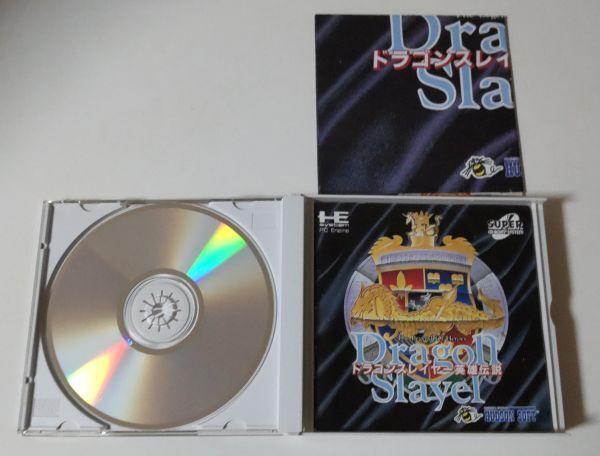 Dra
ドラゴンスレイ
Sla
HU
HE
system
PC Engine
SUPER
Dragon
ドラゴンスレイヤー英雄伝説
Slayer
HUDSON SOFT